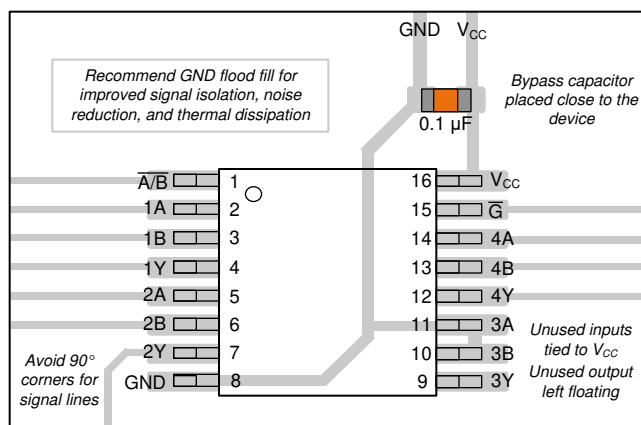 GND V_CC
Recommend GND flood fill for
improved signal isolation, noise
reduction, and thermal dissipation
Bypass capacitor
placed close to the
device
0.1 µF
A̅/̅B̅ 1 16 V_CC
1A 2 15 G̅
1B 3 14 4A
1Y 4 13 4B
2A 5 12 4Y
2B 6 11 3A
2Y 7 10 3B
GND 8 9 3Y
Avoid 90°
corners for
signal lines
Unused inputs
tied to V_CC
Unused output
left floating